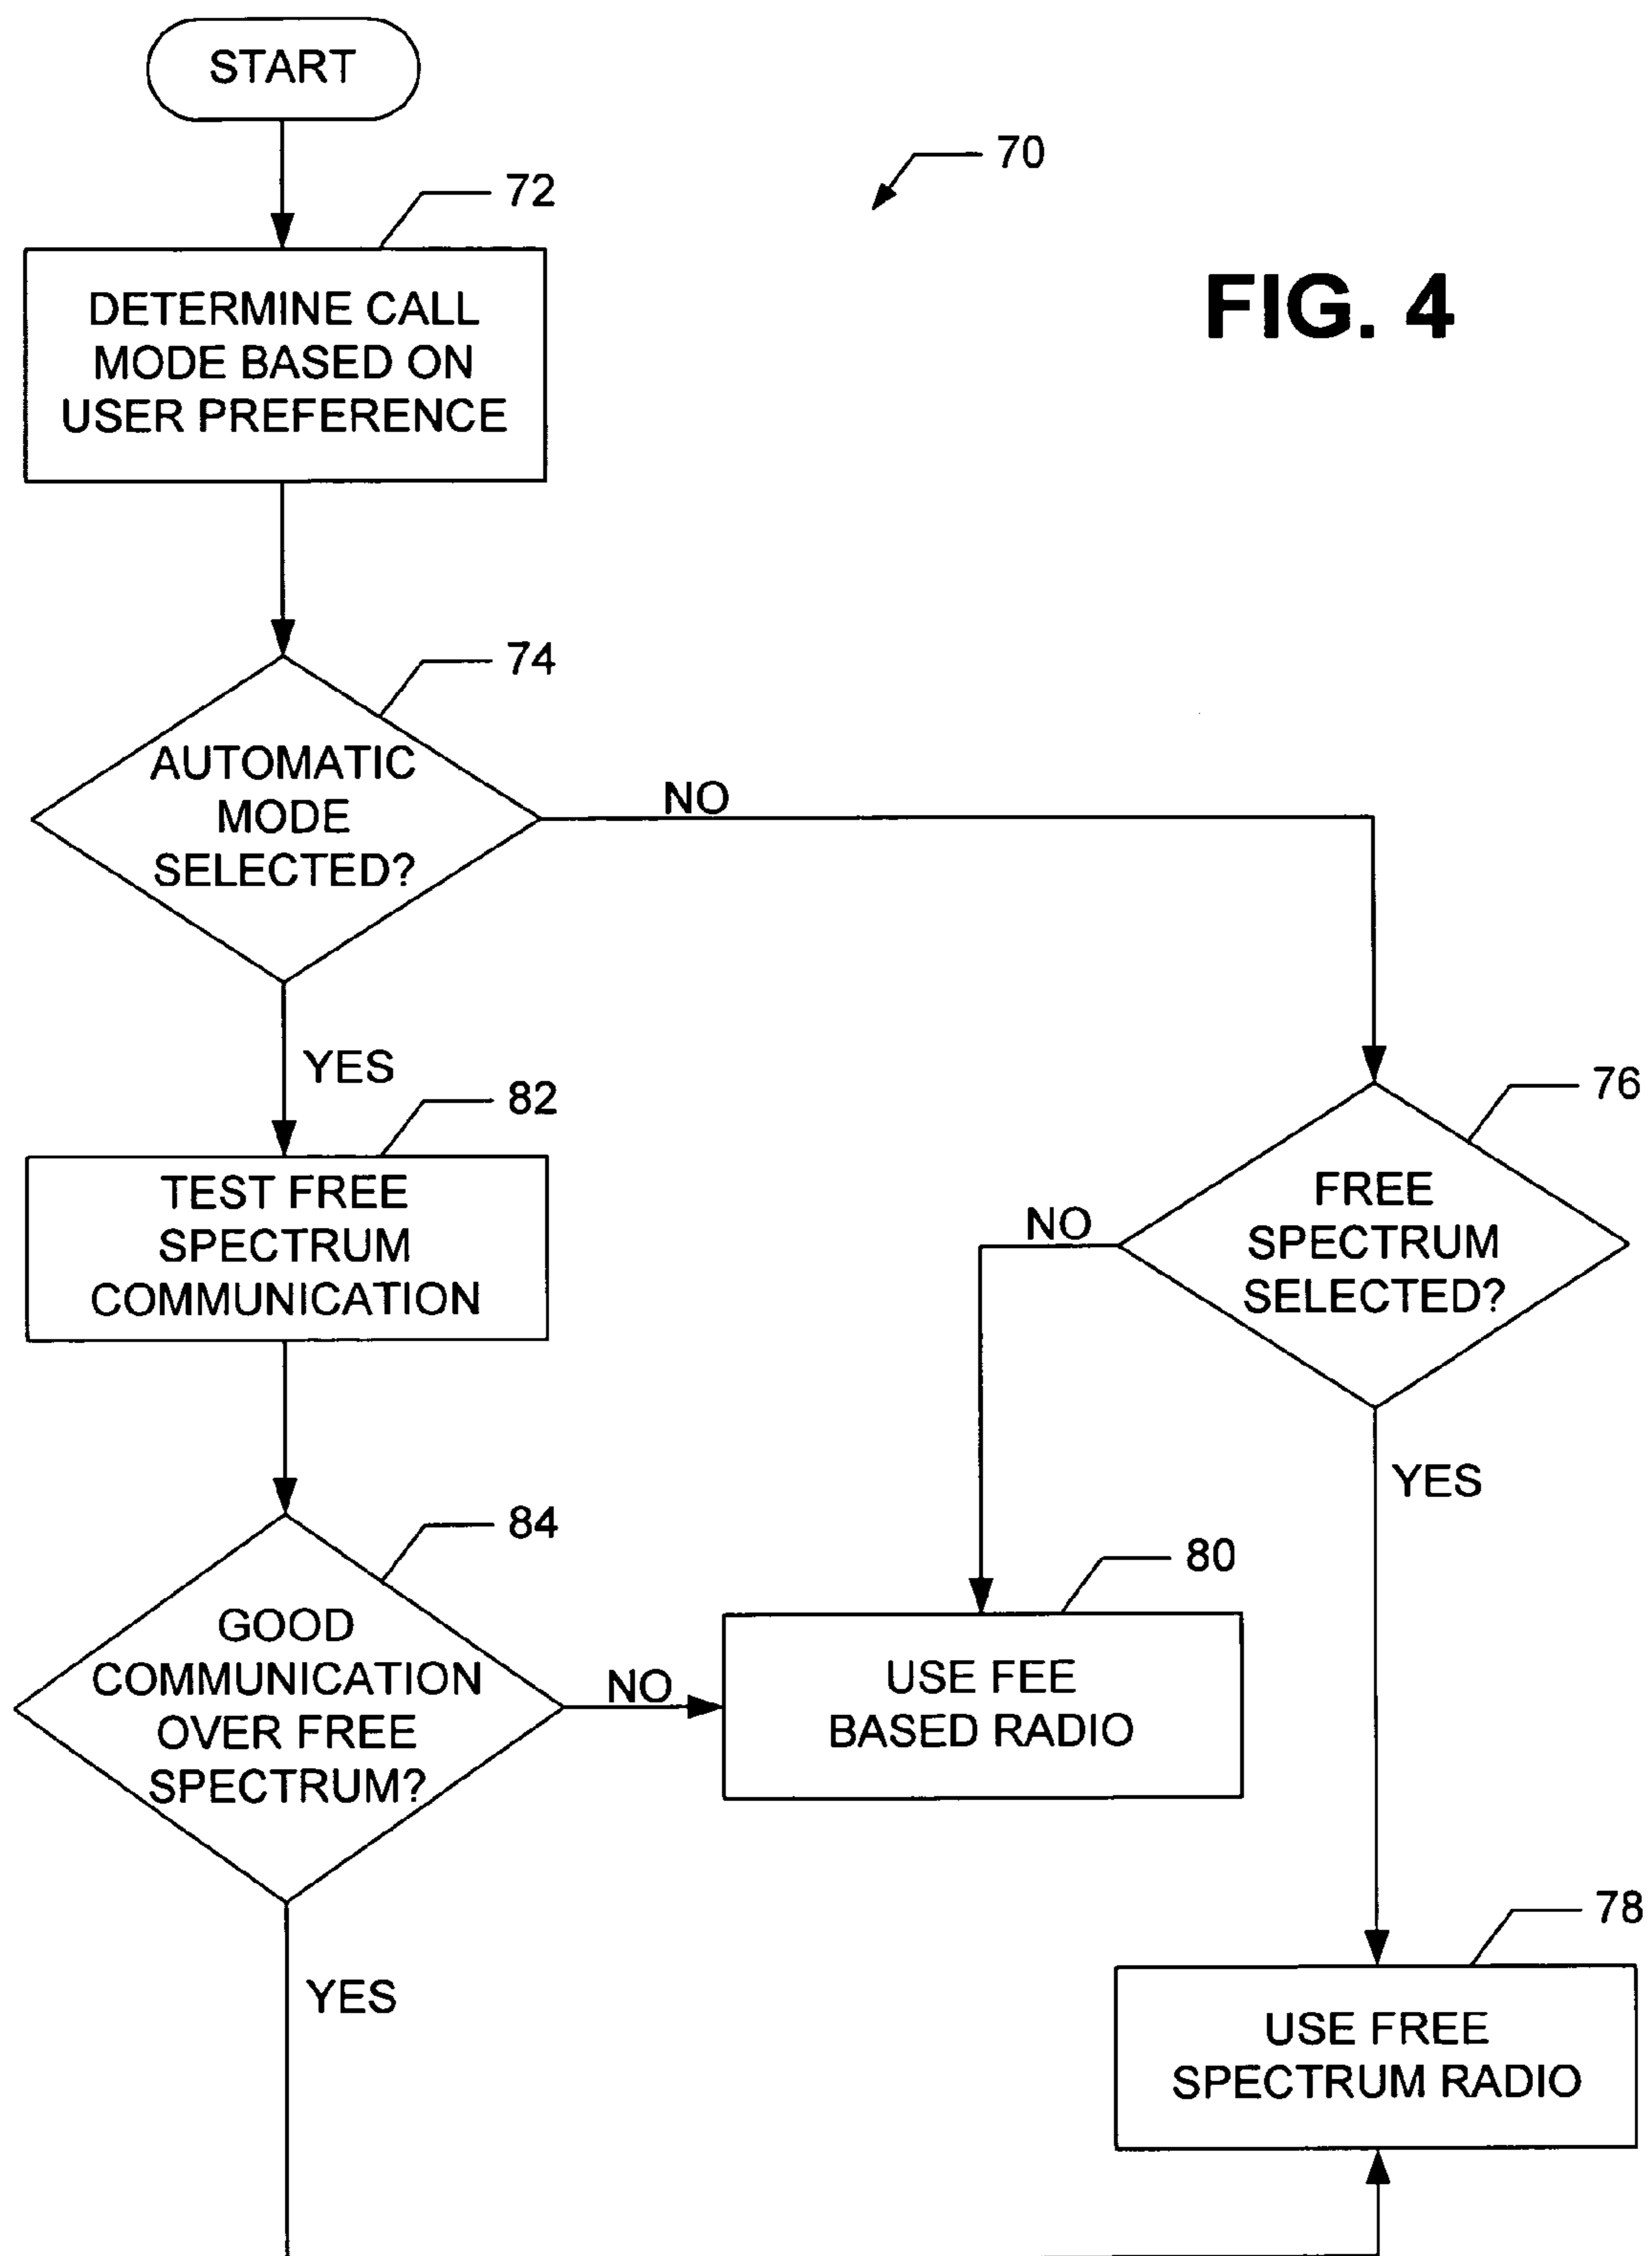 START
70
72
FIG. 4
DETERMINE CALL
MODE BASED ON
USER PREFERENCE
74
AUTOMATIC
MODE
SELECTED?
NO
YES
82
76
TEST FREE
SPECTRUM
COMMUNICATION
FREE
SPECTRUM
SELECTED?
NO
YES
84
80
GOOD
COMMUNICATION
OVER FREE
SPECTRUM?
NO
USE FEE
BASED RADIO
78
YES
USE FREE
SPECTRUM RADIO